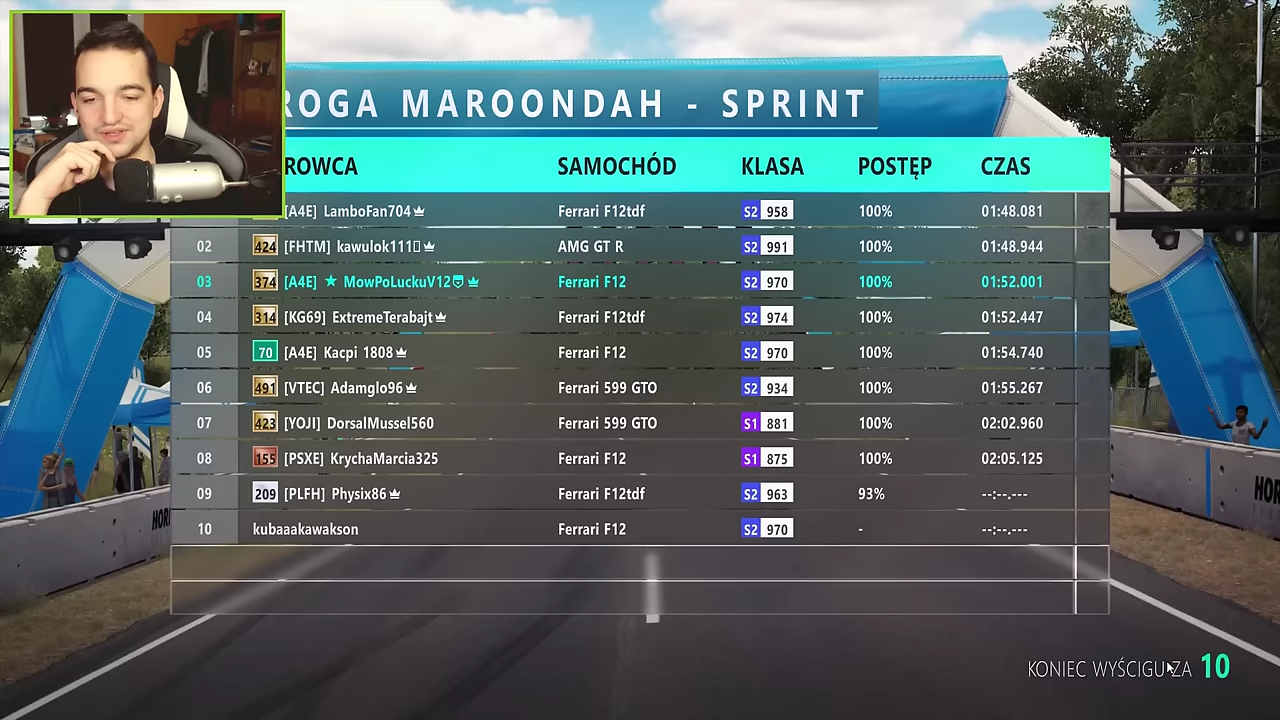 ROGA MAROONDAH - SPRINT
ROWCA SAMOCHÓD KLASA POSTĘP CZAS
[A4E] LamboFan704 Ferrari F12tdf S2 958 100% 01:48.081
02 424 [FHTM] kawulok111 AMG GT R S2 991 100% 01:48.944
03 374 [A4E] ★ MowPoLuckuV12 Ferrari F12 S2 970 100% 01:52.001
04 314 [KG69] ExtremeTerabajt Ferrari F12tdf S2 974 100% 01:52.447
05 70 [A4E] Kacpi 1808 Ferrari F12 S2 970 100% 01:54.740
06 491 [VTEC] Adamglo96 Ferrari 599 GTO S2 934 100% 01:55.267
07 423 [YOJI] DorsalMussel560 Ferrari 599 GTO S1 881 100% 02:02.960
08 155 [PSXE] KrychaMarcia325 Ferrari F12 S1 875 100% 02:05.125
09 209 [PLFH] Physix86 Ferrari F12tdf S2 963 93% --:--.---
10 kubaaakawakson Ferrari F12 S2 970 - --:--.---
HOR
HOR
KONIEC WYŚCIGU ZA 10